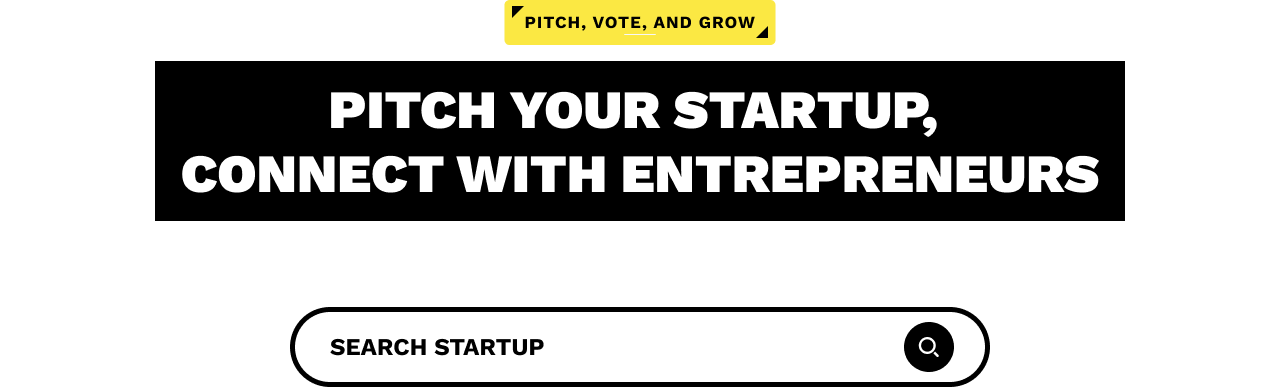 PITCH, VOTE, AND GROW
PITCH YOUR STARTUP,
CONNECT WITH ENTREPRENEURS
SEARCH STARTUP